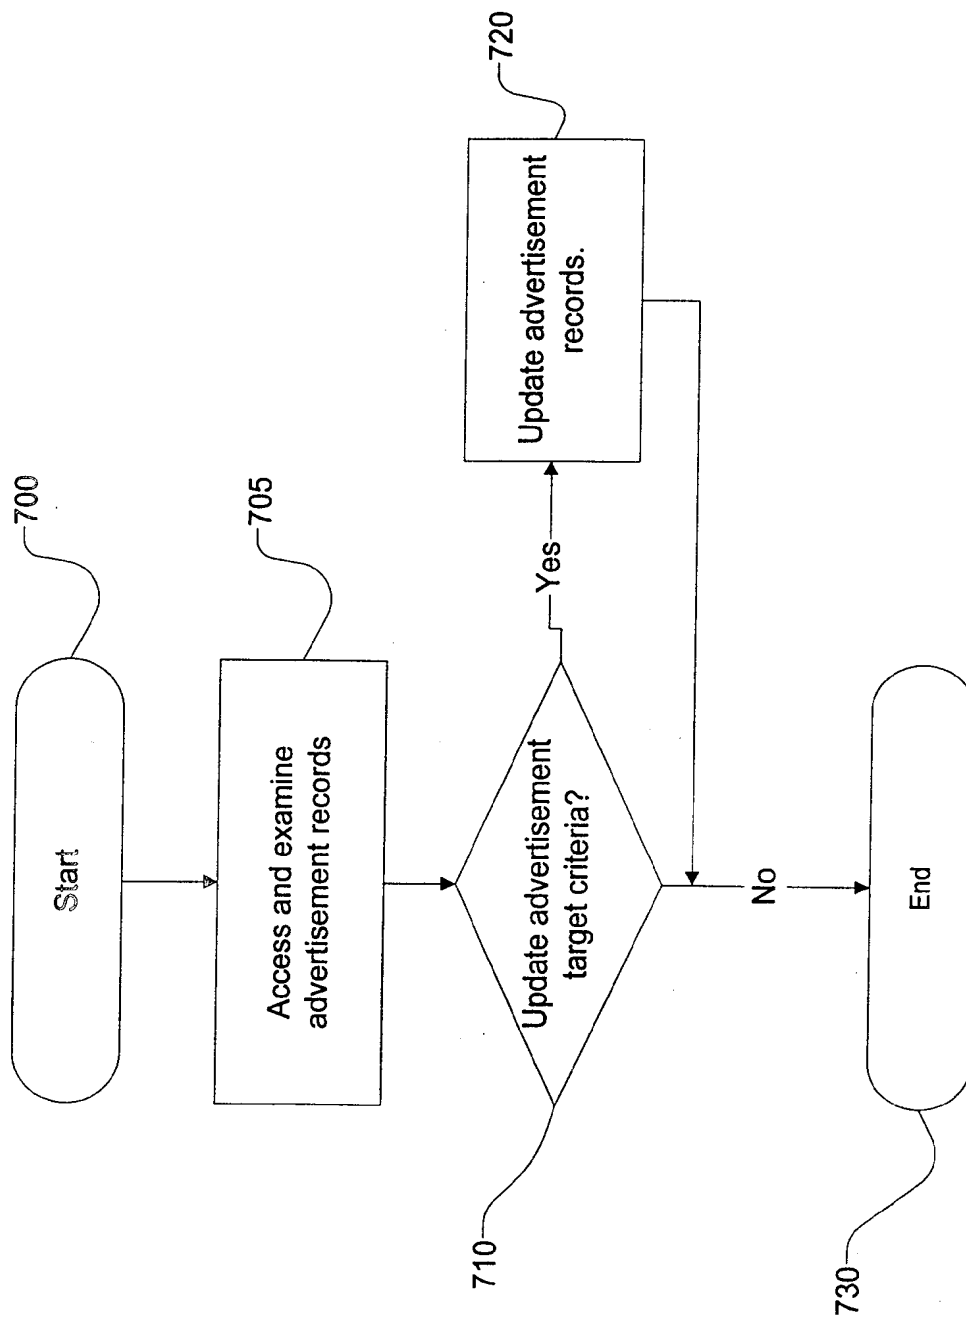 Start
700
Access and examine
advertisement records
705
Update advertisement
target criteria?
710
Yes
Update advertisement
records.
720
No
End
730